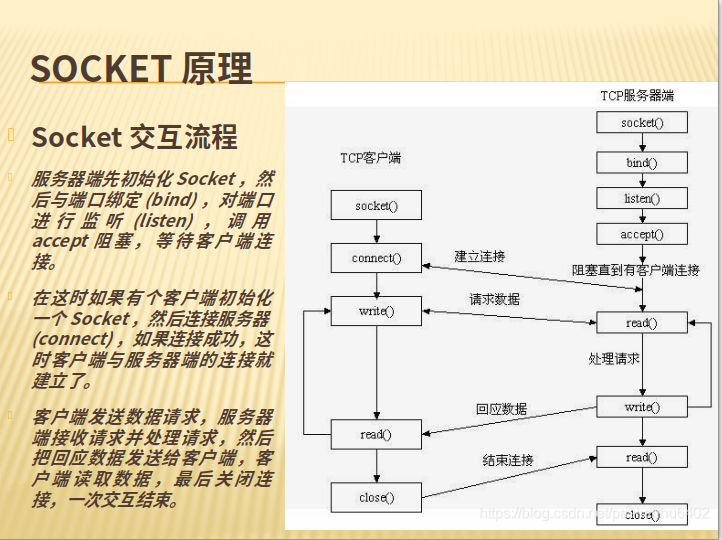 SOCKET 原理
Socket 交互流程
服务器端先初始化 Socket，然
后与端口绑定 (bind)，对端口
进行监听 (listen)，调用
accept 阻塞，等待客户端连
接。
在这时如果有个客户端初始化
一个 Socket，然后连接服务器
(connect)，如果连接成功，这
时客户端与服务器端的连接就
建立了。
客户端发送数据请求，服务器
端接收请求并处理请求，然后
把回应数据发送给客户端，客
户端读取数据，最后关闭连
接，一次交互结束。
TCP服务器端
socket()
bind()
listen()
accept()
阻塞直到有客户端连接
read()
处理请求
write()
read()
close()
TCP客户端
socket()
connect()
write()
read()
close()
建立连接
请求数据
回应数据
结束连接